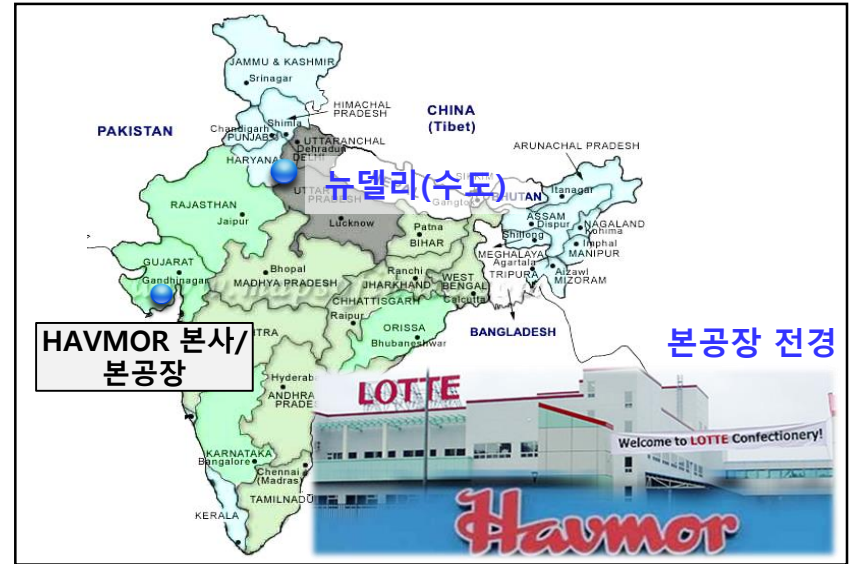 JAMMU & KASHMIR
Srinagar
HIMACHAL
PRADESH
CHINA
(Tibet)
PAKISTAN
Chandigarh
Shimla
PUNJAB
UTTARANCHAL
Dehradun
DELHI
HARYANA
ARUNACHAL PRADESH
뉴델리(수도)
BHUTAN
Itanagar
RAJASTHAN
Jaipur
Lucknow
Gangtok
ASSAM
Dispur
NAGALAND
Kohima
Patna
BIHAR
Shillong
Imphal
MANIPUR
MEGHALAYA
Agartala
TRIPURA
Aizawl
MIZORAM
GUJARAT
Gandhinagar
Bhopal
MADHYA PRADESH
Ranchi
JHARKHAND
WEST
BENGAL
Calcutta
CHHATTISGARH
Raipur
ORISSA
Bhubaneshwar
BANGLADESH
HAVMOR 본사/
본공장
본공장 전경
KARNATAKA
Bangalore
Chennai
(Madras)
TAMILNADU
KERALA
LOTTE
Welcome to LOTTE Confectionery!
Havmor